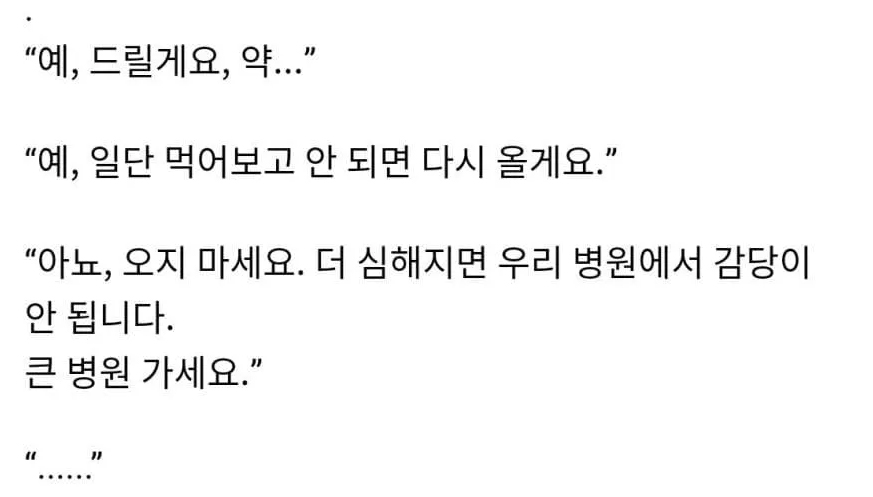 .
“예, 드릴게요, 약...”
“예, 일단 먹어보고 안 되면 다시 올게요.”
“아뇨, 오지 마세요. 더 심해지면 우리 병원에서 감당이
안 됩니다.
큰 병원 가세요.”
“......”